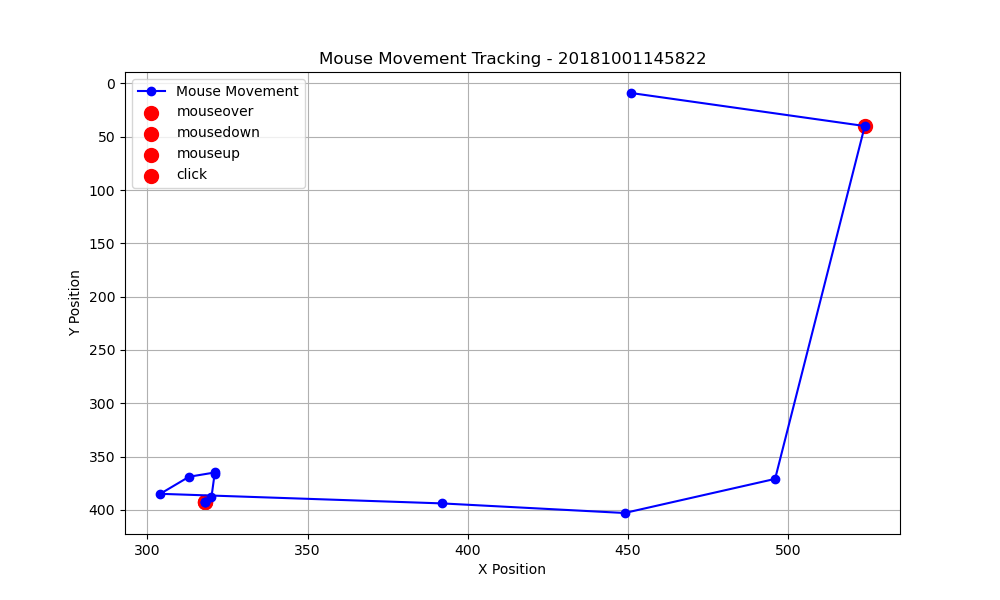 Mouse Movement Tracking - 20181001145822
Mouse Movement
mouseover
mousedown
mouseup
click
Y Position
0
50
100
150
200
250
300
350
400
300 350 400 450 500
X Position